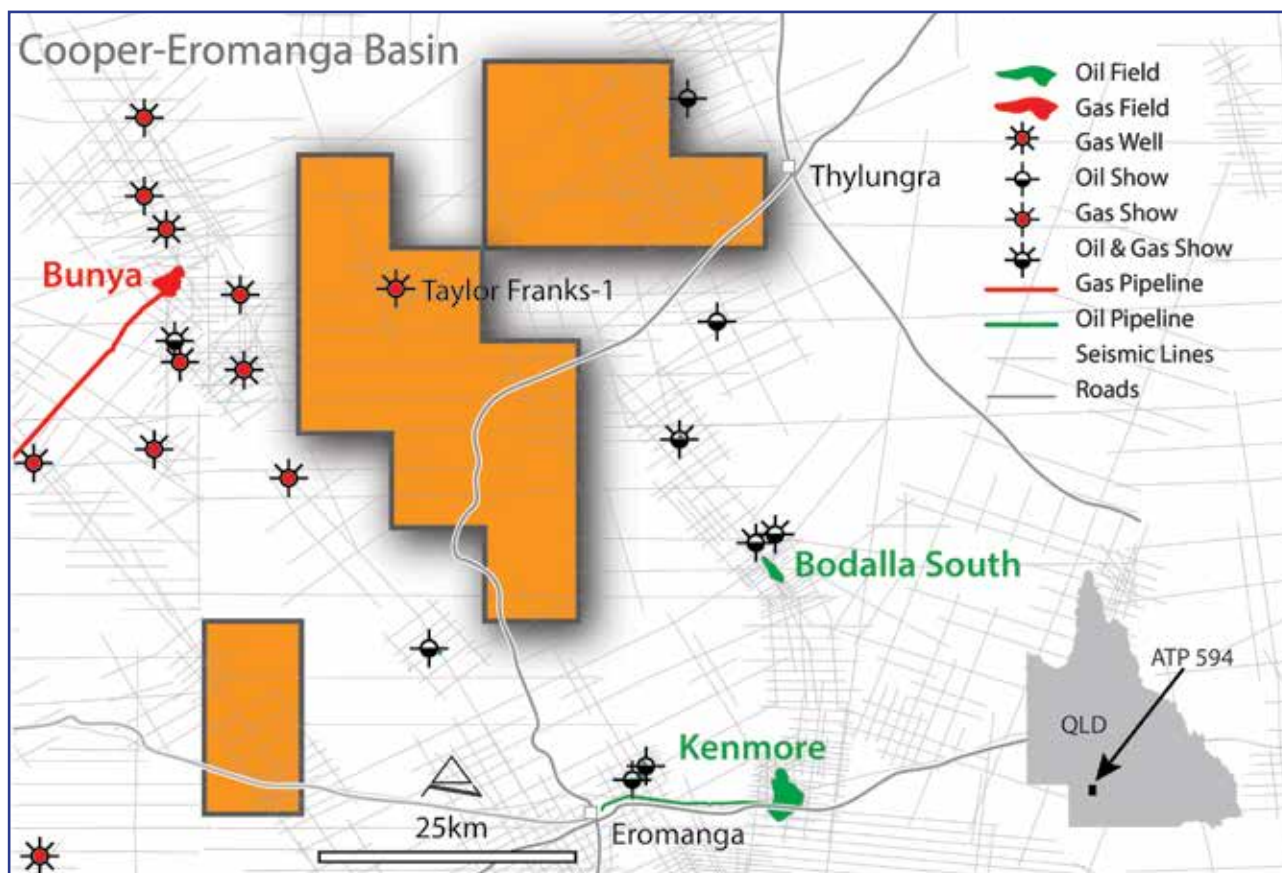 Cooper-Eromanga Basin
Oil Field
Gas Field
Gas Well
Oil Show
Gas Show
Oil & Gas Show
Gas Pipeline
Oil Pipeline
Seismic Lines
Roads
Thylungra
Bunya
Taylor Franks-1
Bodalla South
ATP 594
QLD
Kenmore
25km
Eromanga